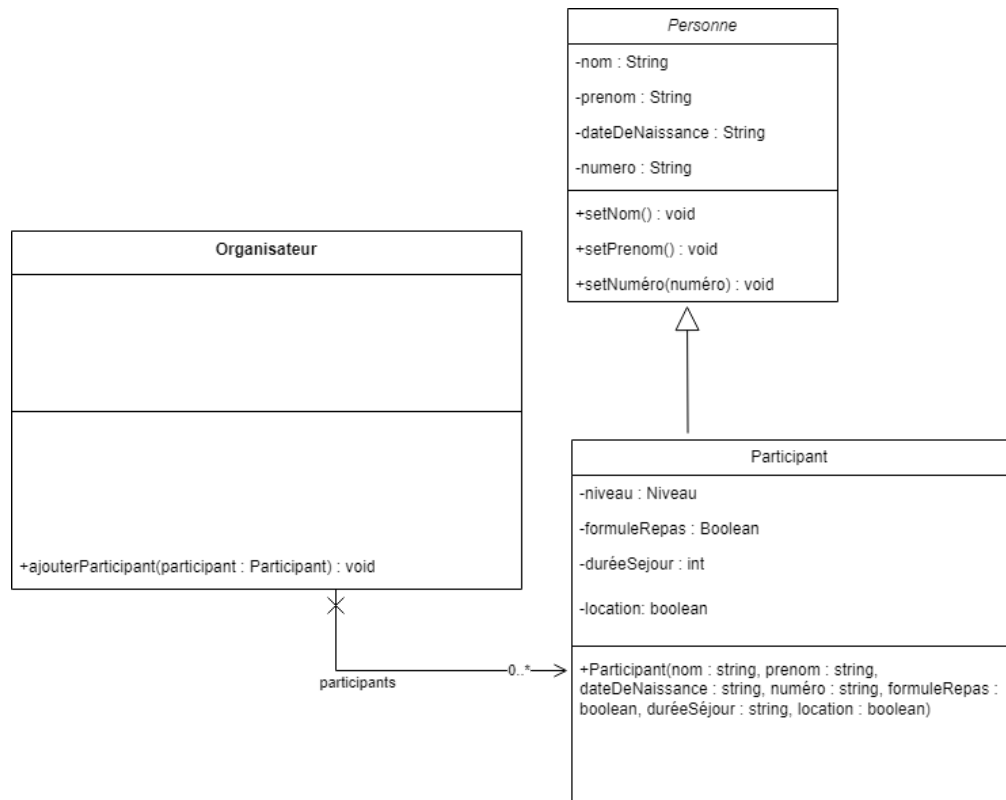 Personne
-nom : String
-prenom : String
-dateDeNaissance : String
-numero : String
+setNom() : void
+setPrenom() : void
+setNuméro(numéro) : void
Organisateur
+ajouterParticipant(participant : Participant) : void
participants
0..*
Participant
-niveau : Niveau
-formuleRepas : Boolean
-duréeSejour : int
-location: boolean
+Participant(nom : string, prenom : string,
dateDeNaissance : string, numéro : string, formuleRepas :
boolean, duréeSéjour : string, location : boolean)